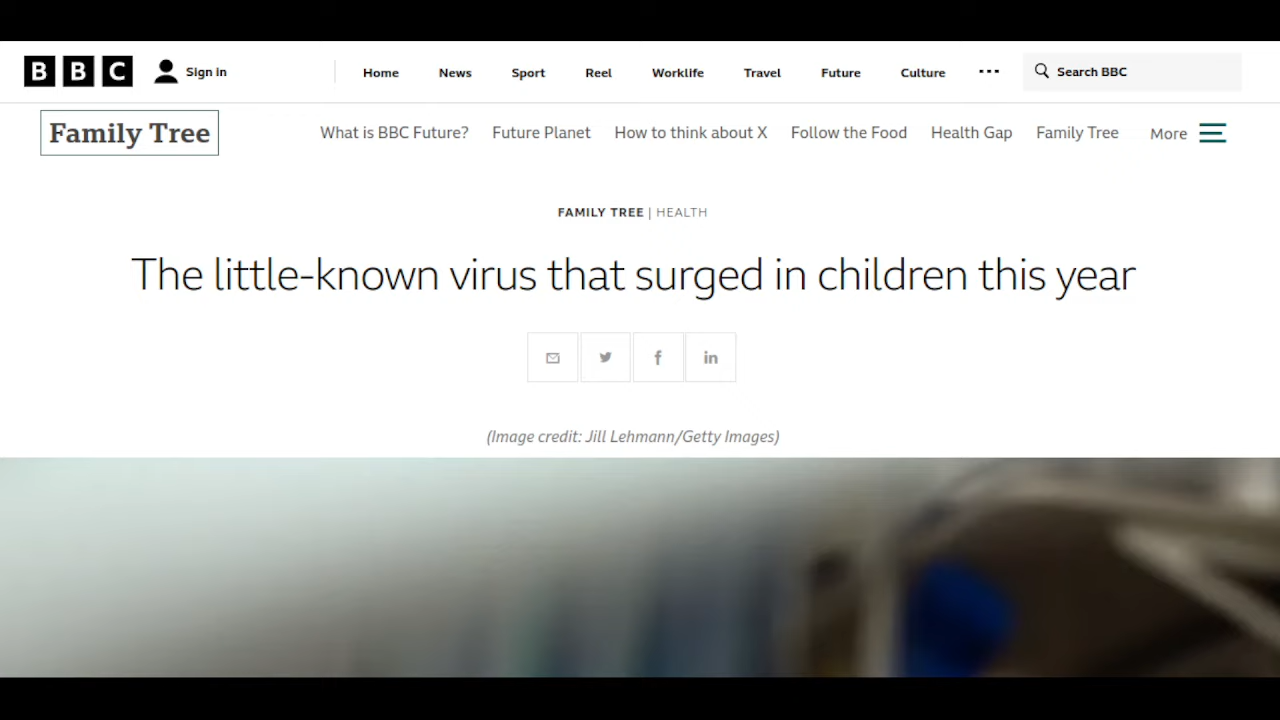 BBC Sign in Home News Sport Reel Worklife Travel Future Culture ... Search BBC
Family Tree What is BBC Future? Future Planet How to think about X Follow the Food Health Gap Family Tree More
FAMILY TREE | HEALTH
The little-known virus that surged in children this year
(Image credit: Jill Lehmann/Getty Images)